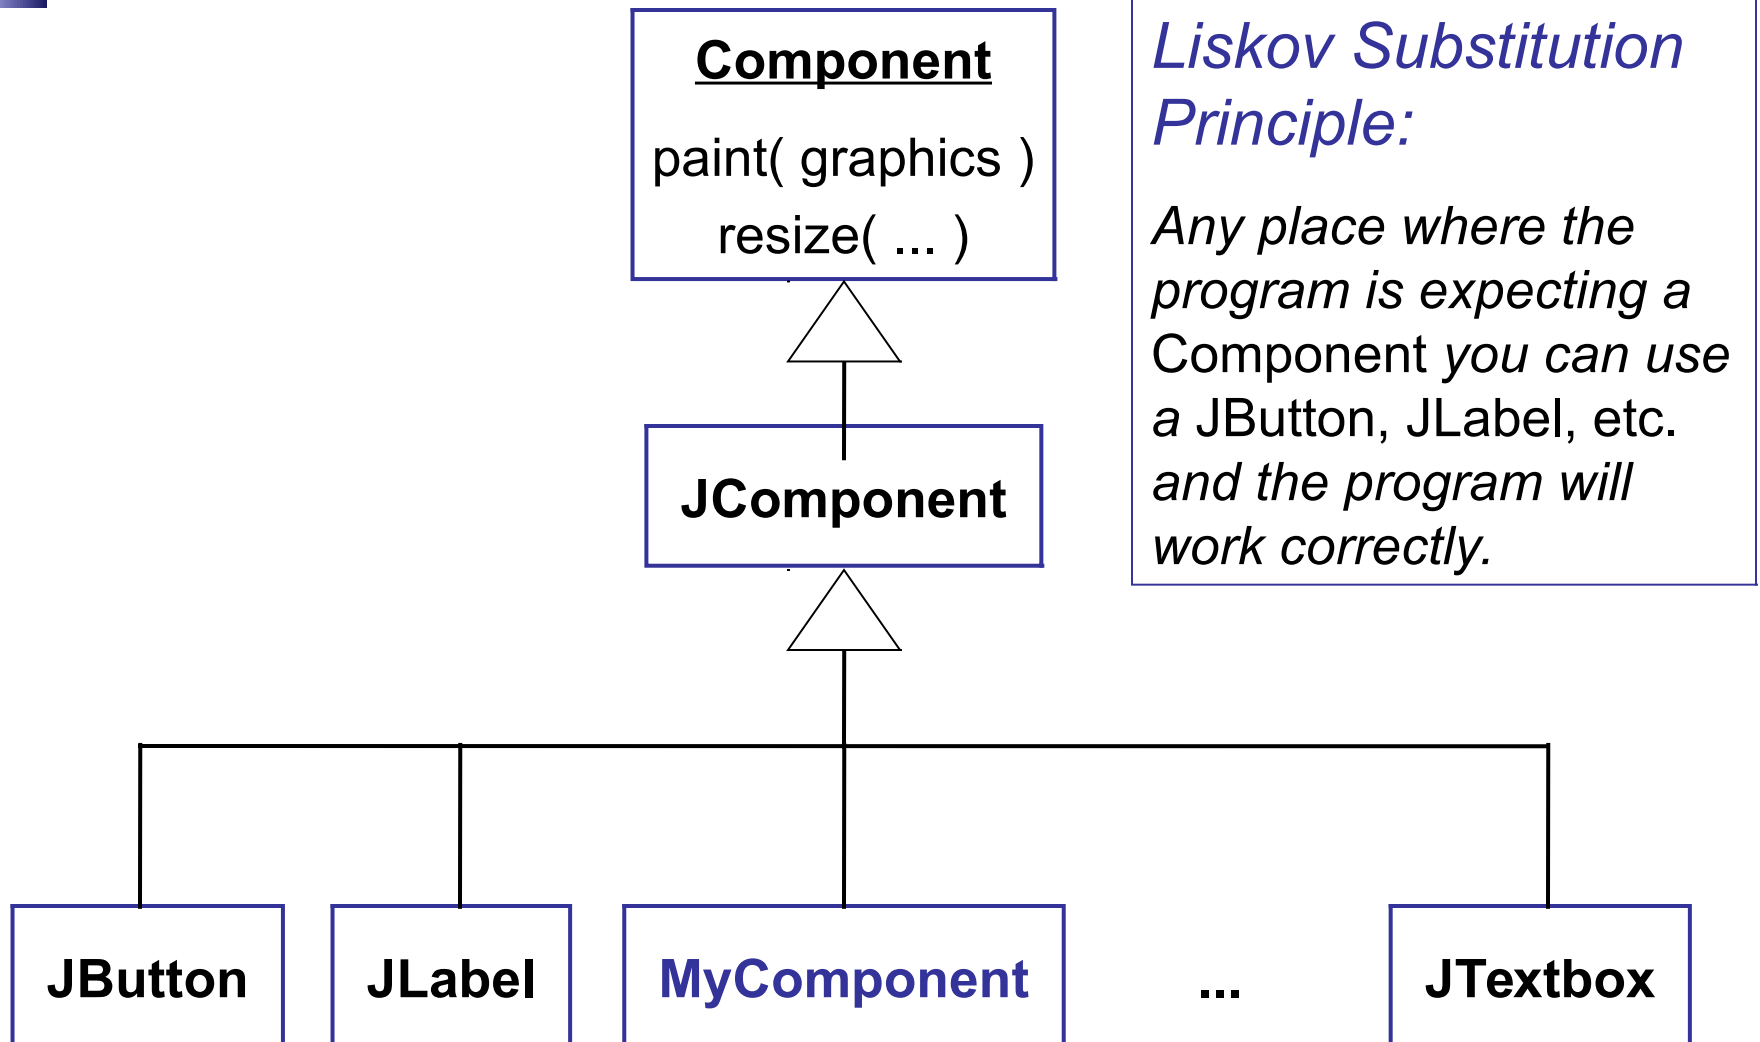 Component
paint( graphics )
resize( ... )
Liskov Substitution
Principle:
Any place where the
program is expecting a
Component you can use
a JButton, JLabel, etc.
and the program will
work correctly.
JComponent
JButton
JLabel
MyComponent
...
JTextbox